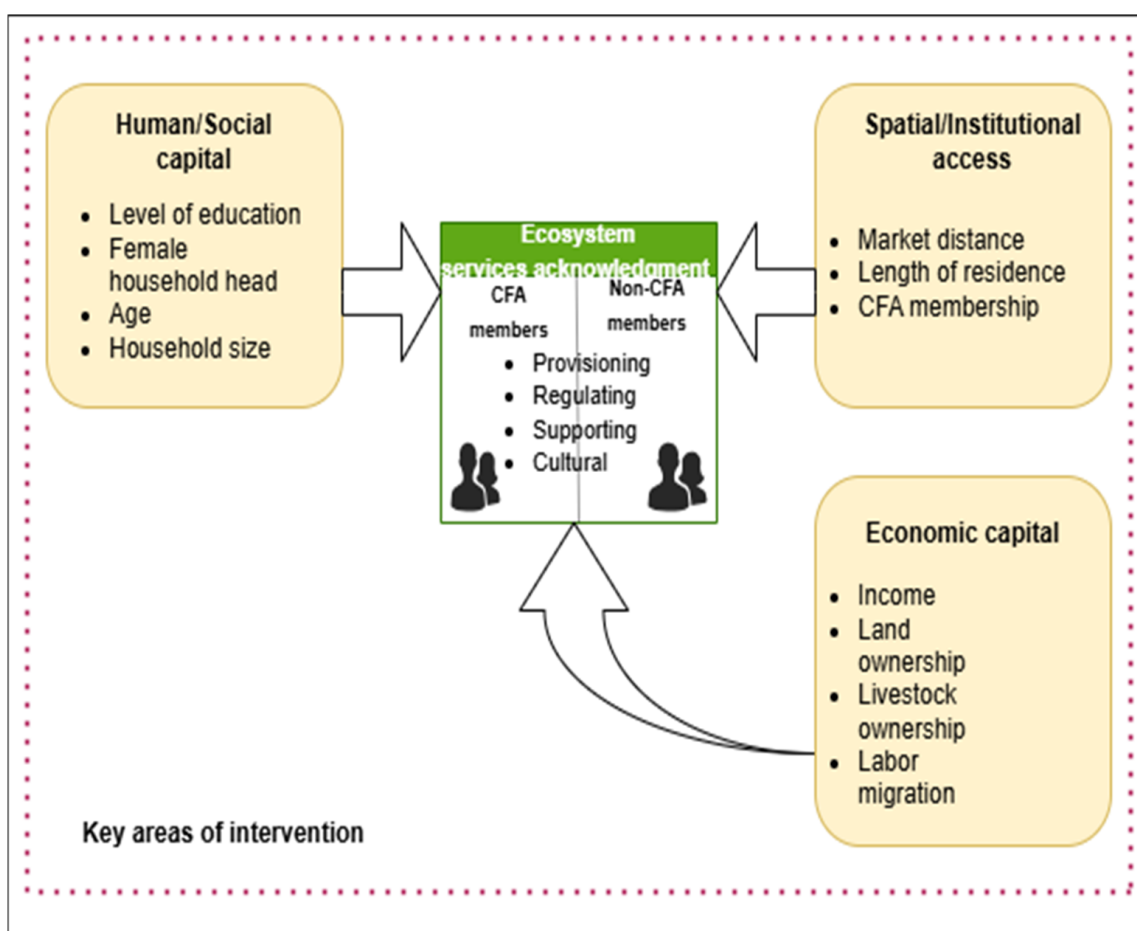 Human/Social
capital
• Level of education
• Female
household head
• Age
• Household size
Ecosystem
services acknowledgment
CFA
members
Non-CFA
members
• Provisioning
• Regulating
• Supporting
• Cultural
Spatial/Institutional
access
• Market distance
• Length of residence
• CFA membership
Economic capital
• Income
• Land
ownership
• Livestock
ownership
• Labor
migration
Key areas of intervention